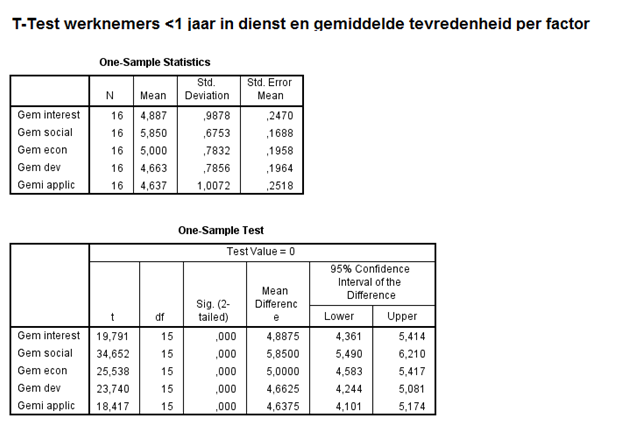 T-Test werknemers <1 jaar in dienst en gemiddelde tevredenheid per factor
One-Sample Statistics
N Mean Std. Deviation Std. Error Mean
Gem interest 16 4,887 ,9878 ,2470
Gem social 16 5,850 ,6753 ,1688
Gem econ 16 5,000 ,7832 ,1958
Gem dev 16 4,663 ,7856 ,1964
Gemi applic 16 4,637 1,0072 ,2518
One-Sample Test
Test Value = 0
95% Confidence Interval of the Difference
t df Sig. (2-tailed) Mean Differenc e Lower Upper
Gem interest 19,791 15 ,000 4,8875 4,361 5,414
Gem social 34,652 15 ,000 5,8500 5,490 6,210
Gem econ 25,538 15 ,000 5,0000 4,583 5,417
Gem dev 23,740 15 ,000 4,6625 4,244 5,081
Gemi applic 18,417 15 ,000 4,6375 4,101 5,174